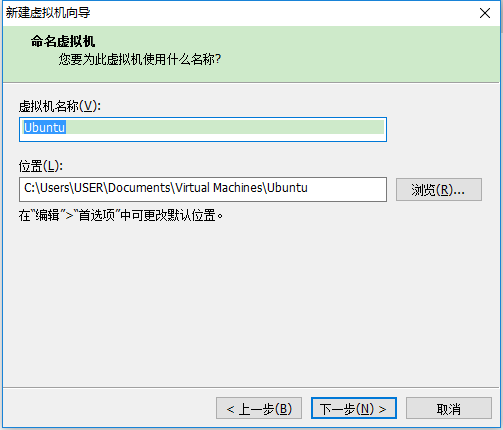 新建虚拟机向导
命名虚拟机
您要为此虚拟机使用什么名称?
虚拟机名称(V):
Ubuntu
位置(L):
C:\Users\USER\Documents\Virtual Machines\Ubuntu
浏览(R)...
在“编辑”>“首选项”中可更改默认位置。
< 上一步(B)
下一步(N) >
取消